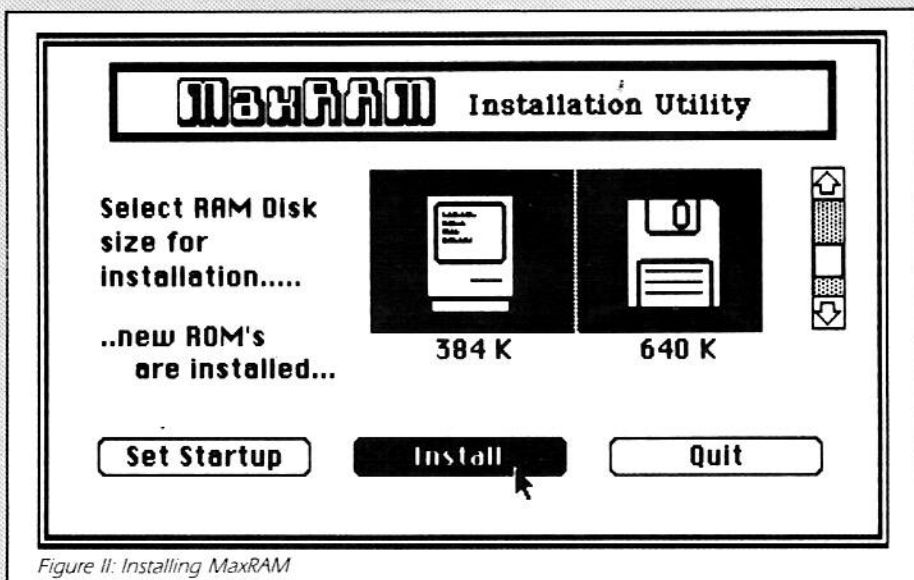 MaxRAM Installation Utility
Select RAM Disk
size for
installation.....
..new ROM's
are installed...
384 K
640 K
Set Startup
Install
Quit
Figure II: Installing MaxRAM